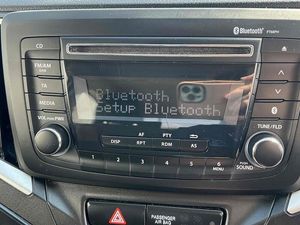 Bluetooth
CD
FM/AM
TA
MEDIA
VOL PUSH PWR
Bluetooth
Setup Bluetooth
TUNE/FLD
PUSH SOUND
AF PTY
DISP RPT RDM AS
1 2 3 4 5 6
MENU
PASSENGER
AIR BAG